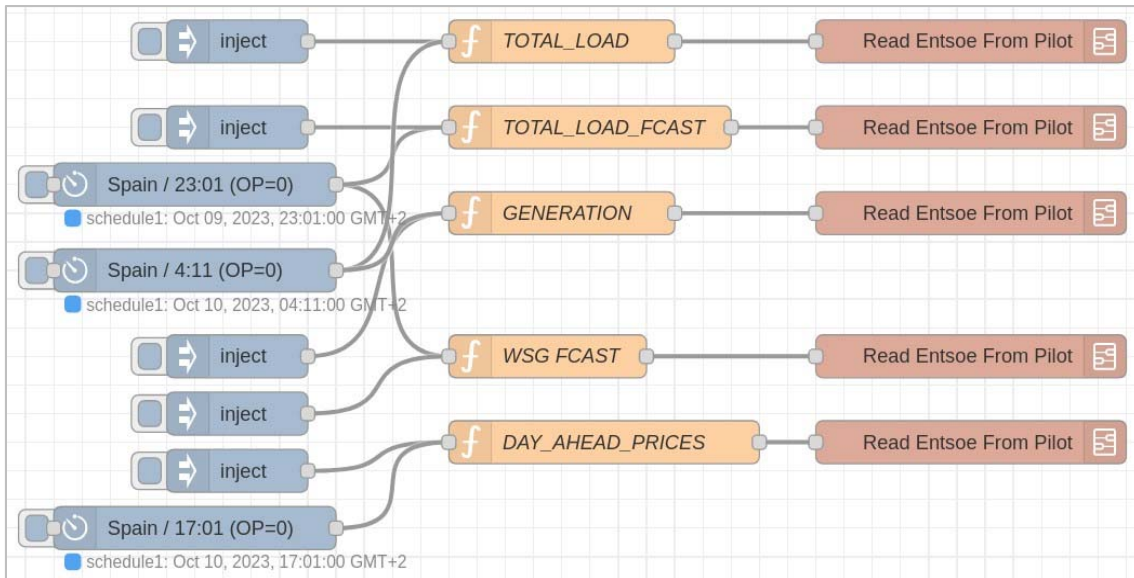 inject TOTAL_LOAD Read Entsoe From Pilot
inject TOTAL_LOAD_FCAST Read Entsoe From Pilot
Spain / 23:01 (OP=0)
schedule1: Oct 09, 2023, 23:01:00 GMT+2
GENERATION Read Entsoe From Pilot
Spain / 4:11 (OP=0)
schedule1: Oct 10, 2023, 04:11:00 GMT+2
inject WSG FCAST Read Entsoe From Pilot
inject
DAY_AHEAD_PRICES Read Entsoe From Pilot
inject
Spain / 17:01 (OP=0)
schedule1: Oct 10, 2023, 17:01:00 GMT+2